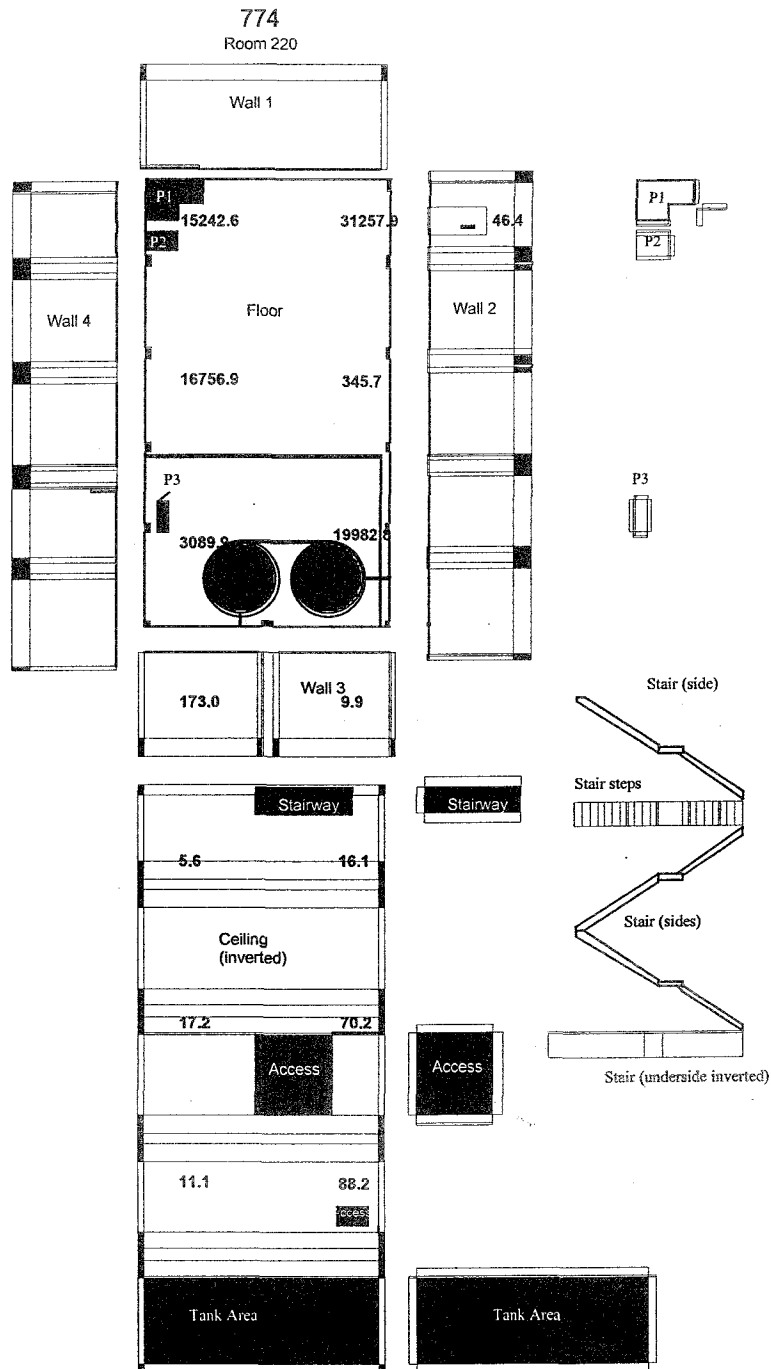 774
Room 220
Wall 1
P1
15242.6
31257.9
46.4
P1
P2
P2
Wall 4
Floor
Wall 2
16756.9
345.7
P3
P3
3089.9
19982.8
Wall 3
173.0
9.9
Stair (side)
Stairway
Stairway
Stair steps
5.6
16.1
Stair (sides)
Ceiling
(inverted)
17.2
70.2
Access
Access
Stair (underside inverted)
11.1
88.2
Access
Tank Area
Tank Area